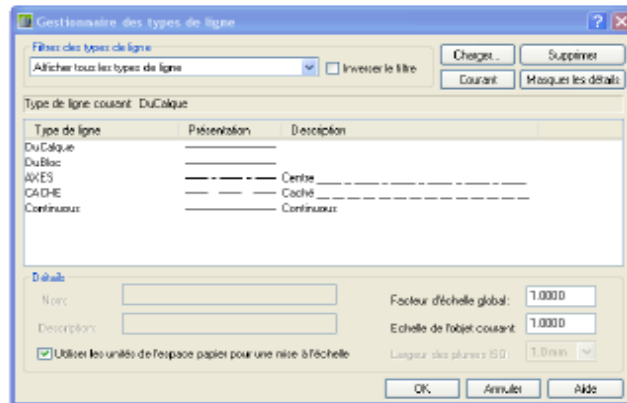 Gestionnaire des types de ligne
Filtres des types de ligne
Afficher tous les types de ligne
Inverser le filtre
Charger...
Supprimer
Courant
Masquer les détails
Type de ligne courant DuCalque
Type de ligne Présentation Description
DuCalque
DuBloc
AXES Centre
CACHE Caché
Continuous Continuous
Détails
Nom:
Facteur d'échelle global: 1.0000
Description:
Echelle de l'objet courant 1.0000
Utiliser les unités de l'espace papier pour une mise à l'échelle
Largeur des plumes ISO: 1.0 mm
OK Annuler Aide